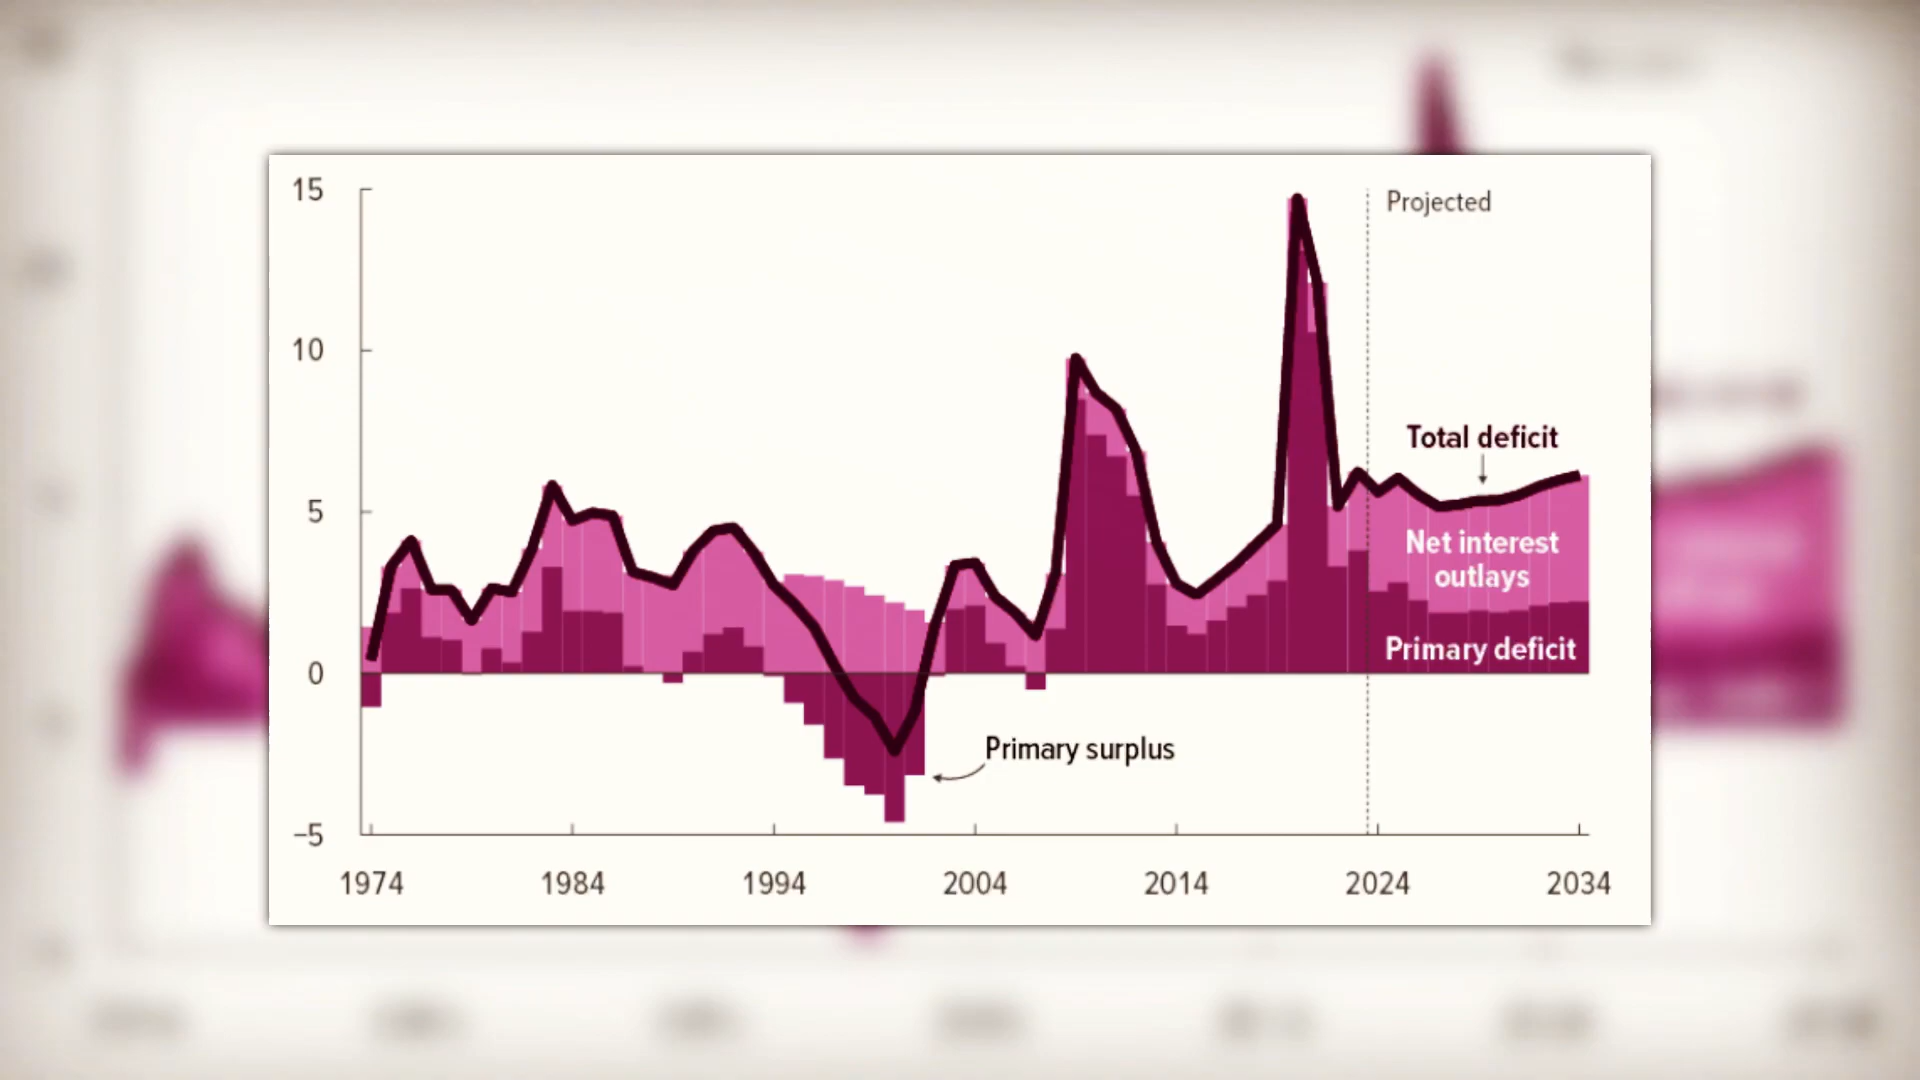 15
Projected
10
Total deficit
5
Net interest
outlays
Primary deficit
0
Primary surplus
−5
1974 1984 1994 2004 2014 2024 2034